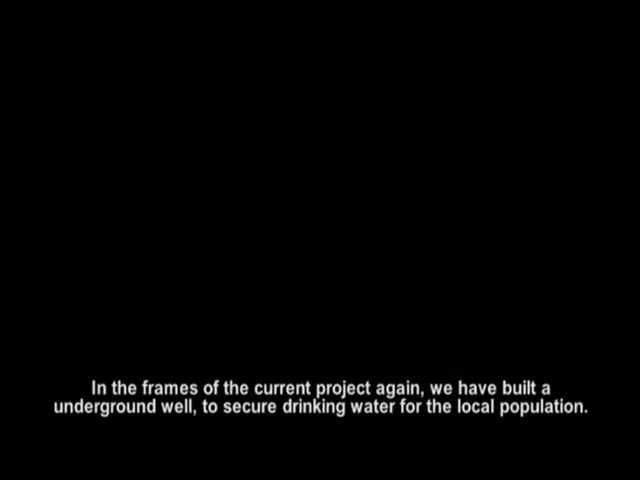 In the frames of the current project again, we have built a
underground well, to secure drinking water for the local population.